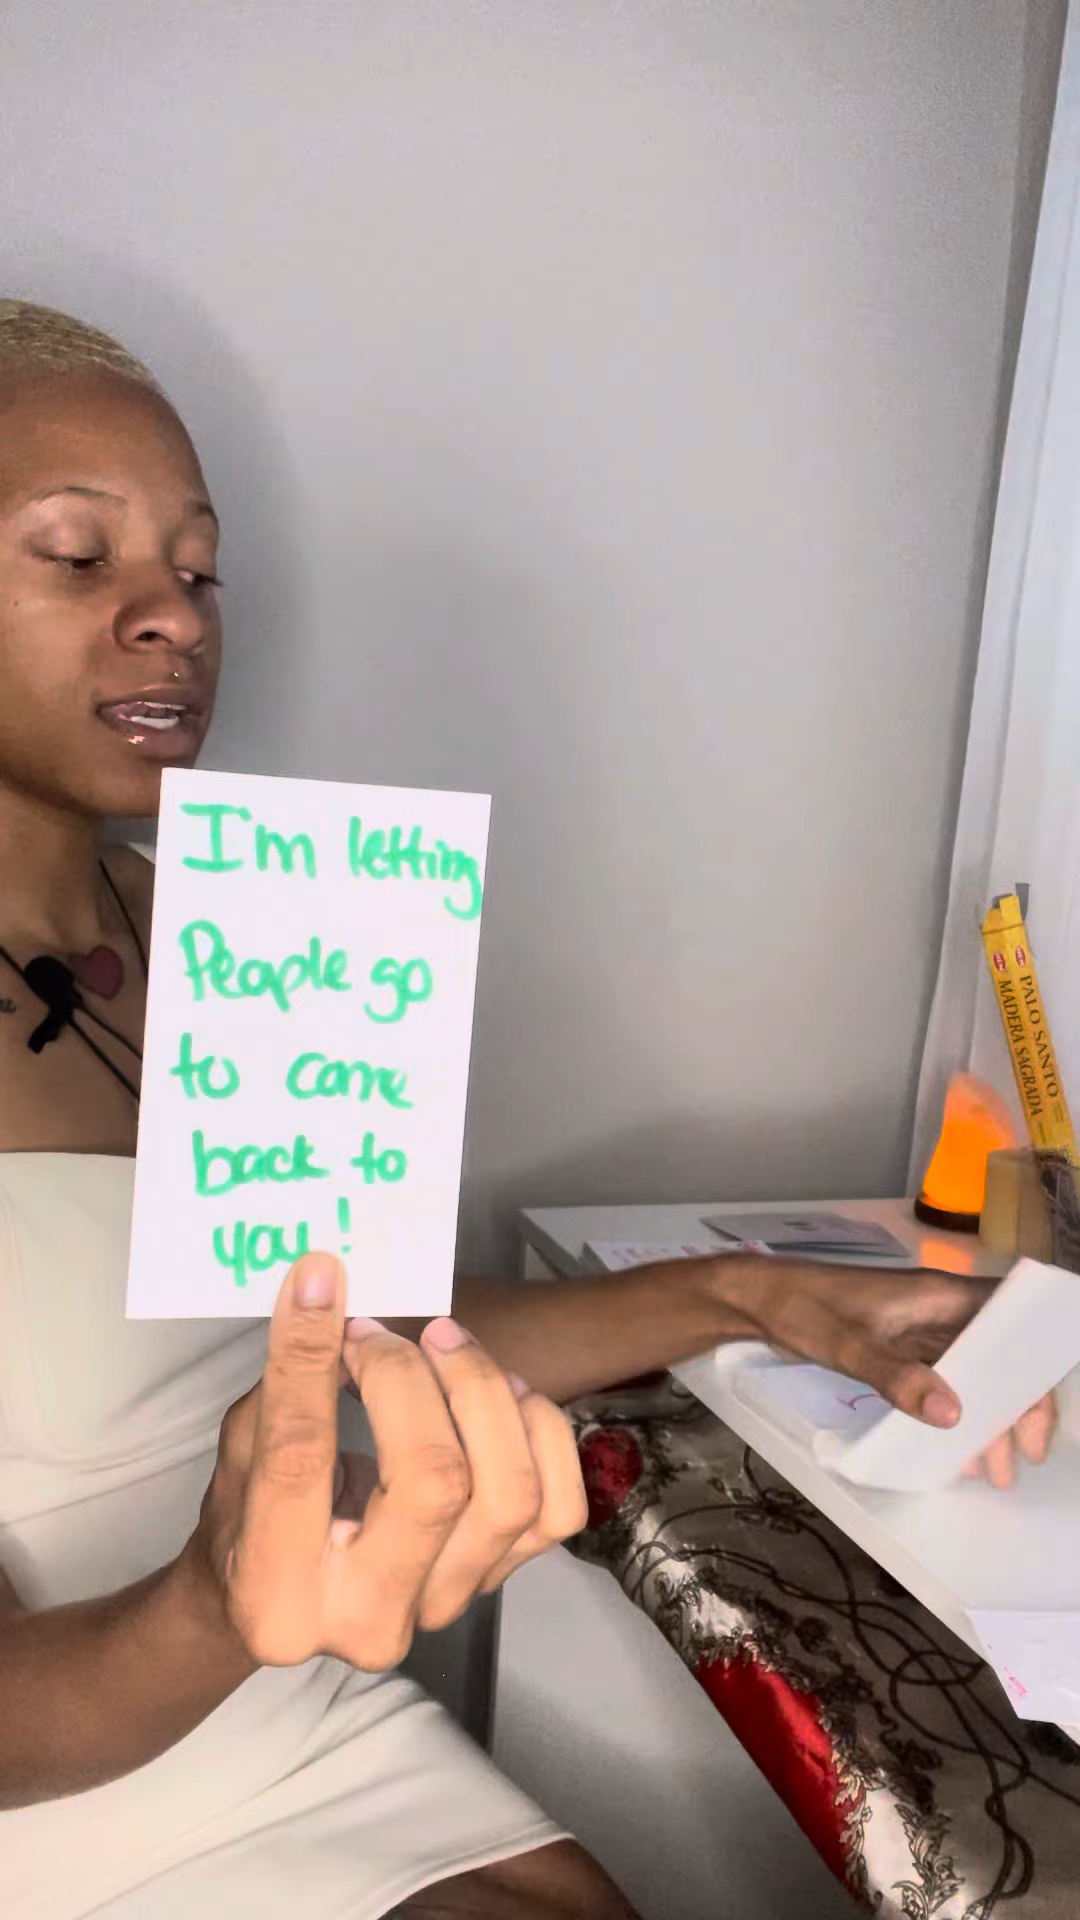 I'm letting
People go
to come
back to
you!
PALO SANTO
MADERA SAGRADA